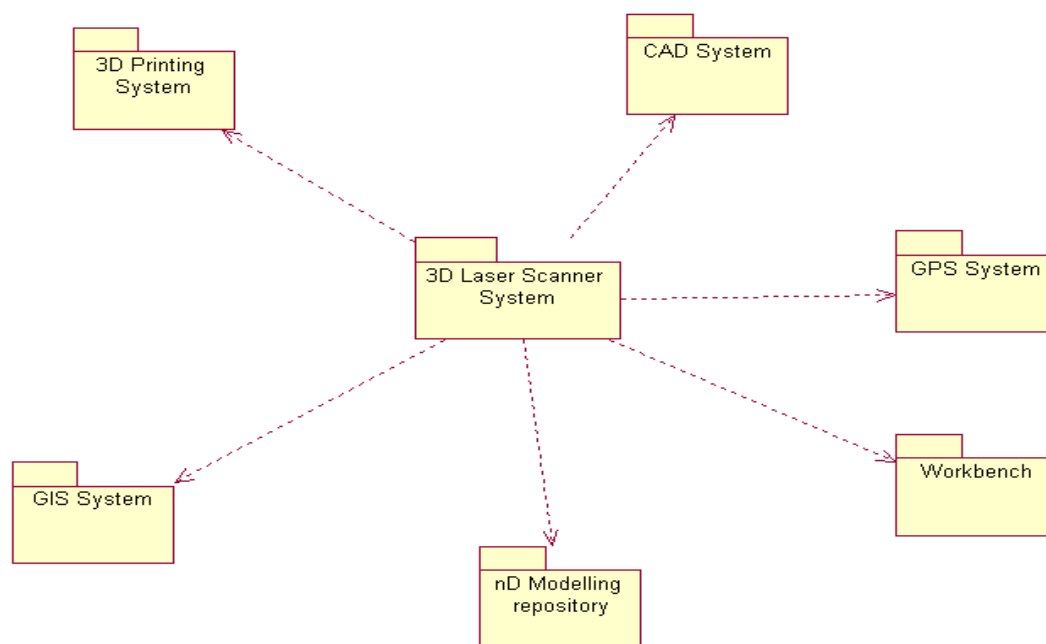 3D Printing
System
CAD System
3D Laser Scanner
System
GPS System
GIS System
Workbench
nD Modelling
repository